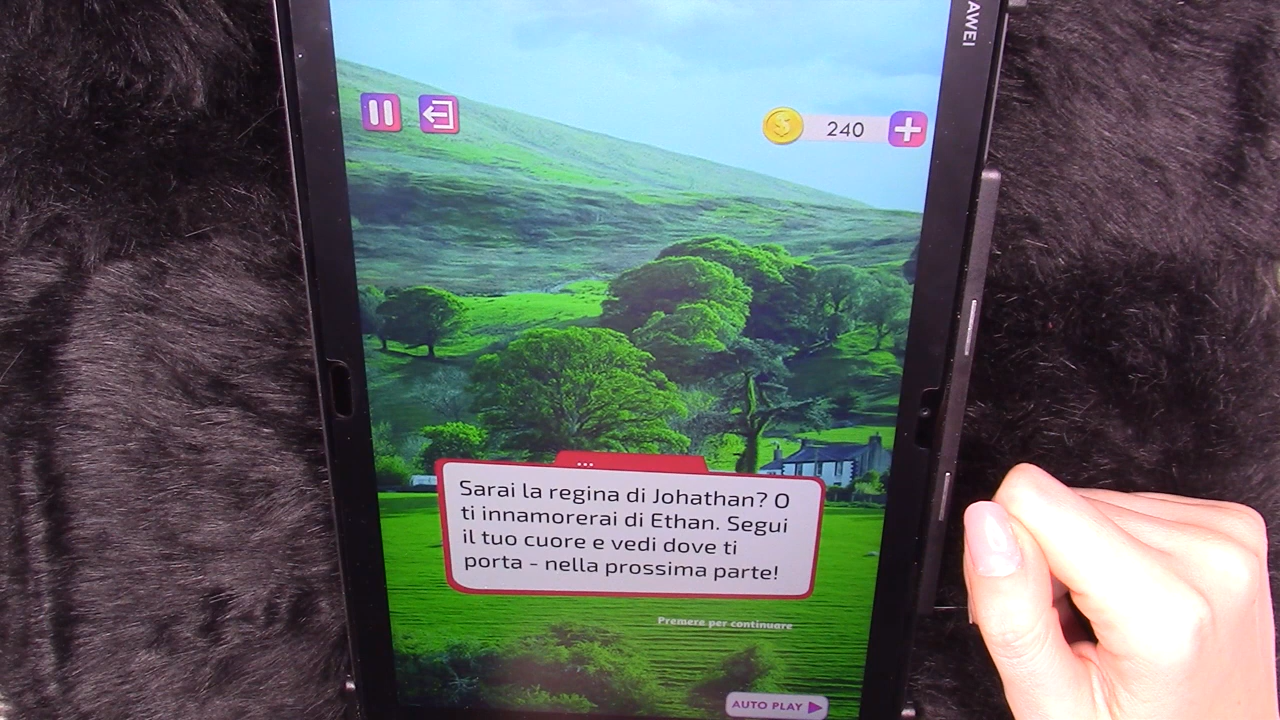 AWEI
240
...
Sarai la regina di Johathan? O
ti innamorerai di Ethan. Segui
il tuo cuore e vedi dove ti
porta - nella prossima parte!
Premere per continuare
AUTO PLAY